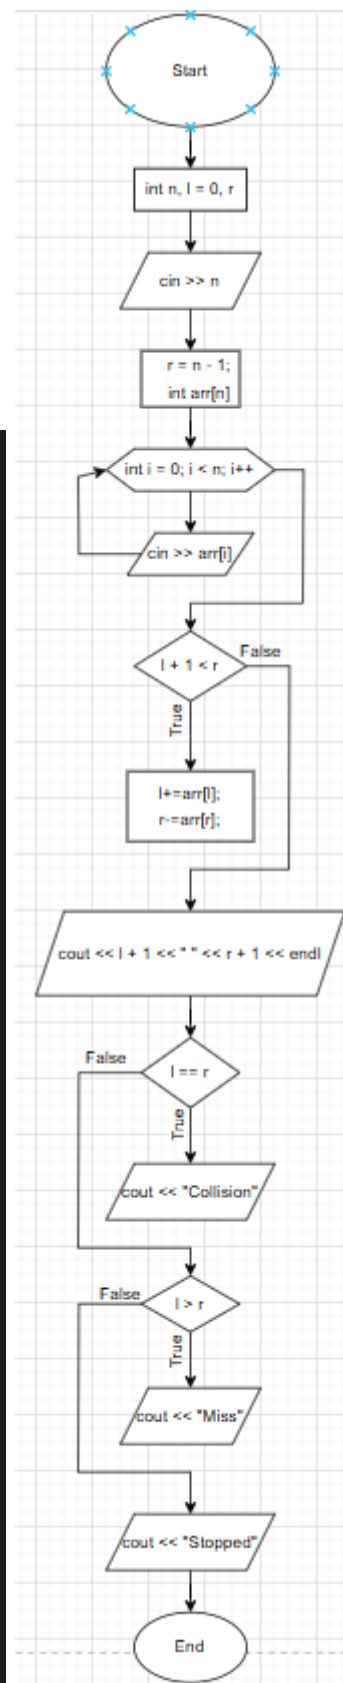 Start
int n, l = 0, r
cin >> n
r = n - 1;
int arr[n]
int i = 0; i < n; i++
cin >> arr[i]
l + 1 < r
False
True
l+=arr[l];
r-=arr[r];
cout << l + 1 << " " << r + 1 << endl
False
l == r
True
cout << "Collision"
False
l > r
True
cout << "Miss"
cout << "Stopped"
End